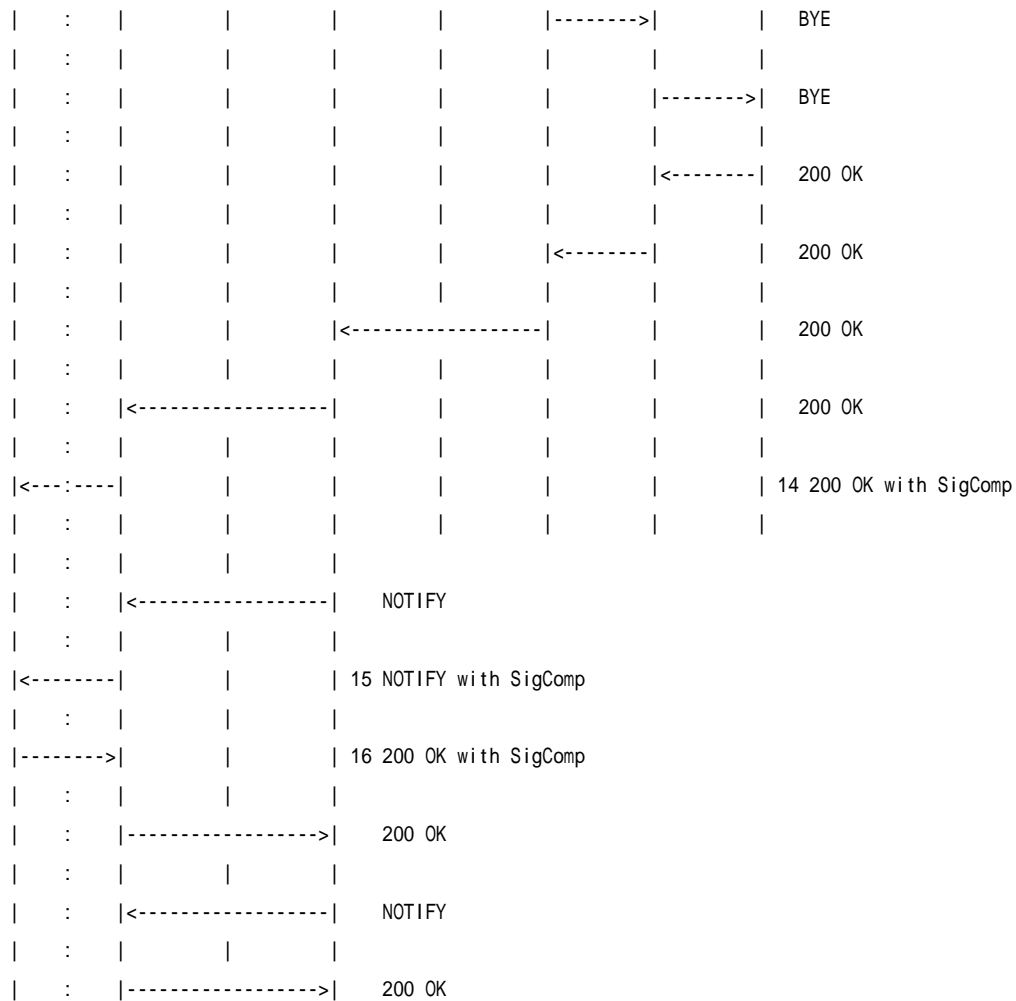 |    :    |         |         |         |         |-------->|         |   BYE
|    :    |         |         |         |         |         |         |
|    :    |         |         |         |         |         |-------->|   BYE
|    :    |         |         |         |         |         |         |
|    :    |         |         |         |         |         |<--------|   200 OK
|    :    |         |         |         |         |         |         |
|    :    |         |         |         |         |<--------|         |   200 OK
|    :    |         |         |         |         |         |         |
|    :    |         |         |<------------------|         |         |   200 OK
|    :    |         |         |         |         |         |         |
|    :    |<------------------|         |         |         |         |   200 OK
|    :    |         |         |         |         |         |         |
|<---:----|         |         |         |         |         |         | 14 200 OK with SigComp
|    :    |         |         |         |         |         |         |
|    :    |         |         |
|    :    |<------------------|    NOTIFY
|    :    |         |         |
|<--------|         |         | 15 NOTIFY with SigComp
|    :    |         |         |
|-------->|         |         | 16 200 OK with SigComp
|    :    |         |         |
|    :    |------------------>|    200 OK
|    :    |         |         |
|    :    |<------------------|    NOTIFY
|    :    |         |         |
|    :    |------------------>|    200 OK